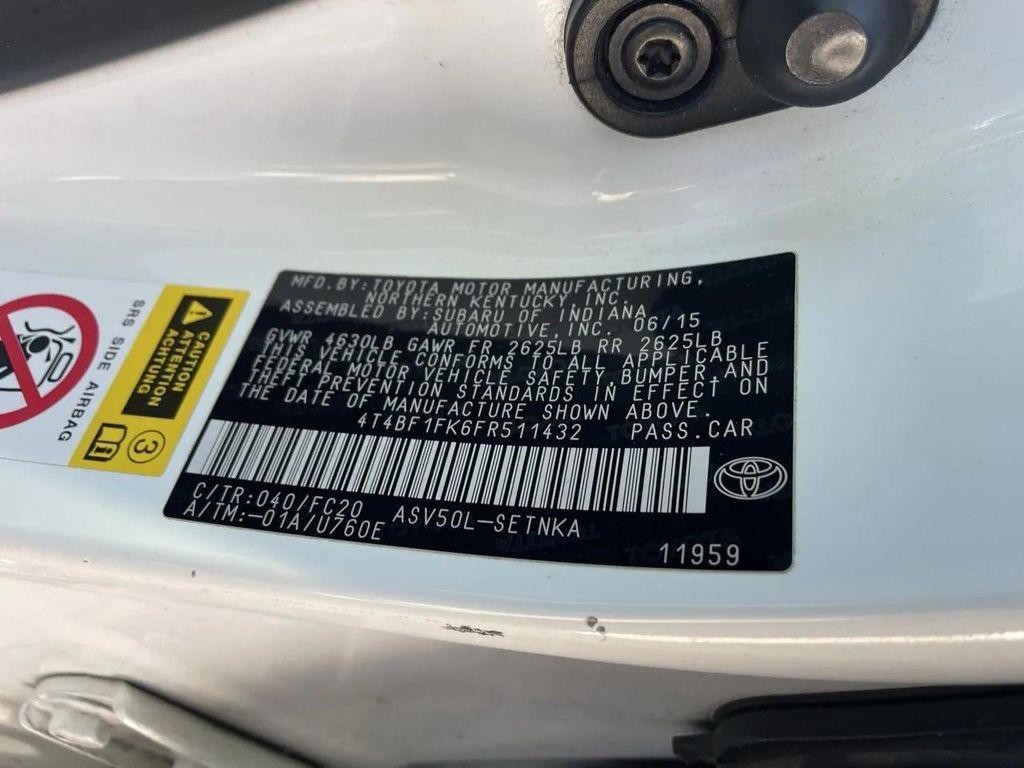 MFD.BY:TOYOTA MOTOR MANUFACTURING,
NORTHERN KENTUCKY,INC.
ASSEMBLED BY:SUBARU OF INDIANA
AUTOMOTIVE,INC. 06/15
GVWR 4630LB GAWR FR 2625LB RR 2625LB
THIS VEHICLE CONFORMS TO ALL APPLICABLE
FEDERAL MOTOR VEHICLE SAFETY,BUMPER,AND
THEFT PREVENTION STANDARDS IN EFFECT ON
THE DATE OF MANUFACTURE SHOWN ABOVE.
4T4BF1FK6FR511432 PASS.CAR
C/TR:040/FC20 ASV50L-SETNKA
A/TM:-01A/U760E
11959
SRS SIDE AIRBAG
CAUTION
ATTENTION
ACHTUNG
3